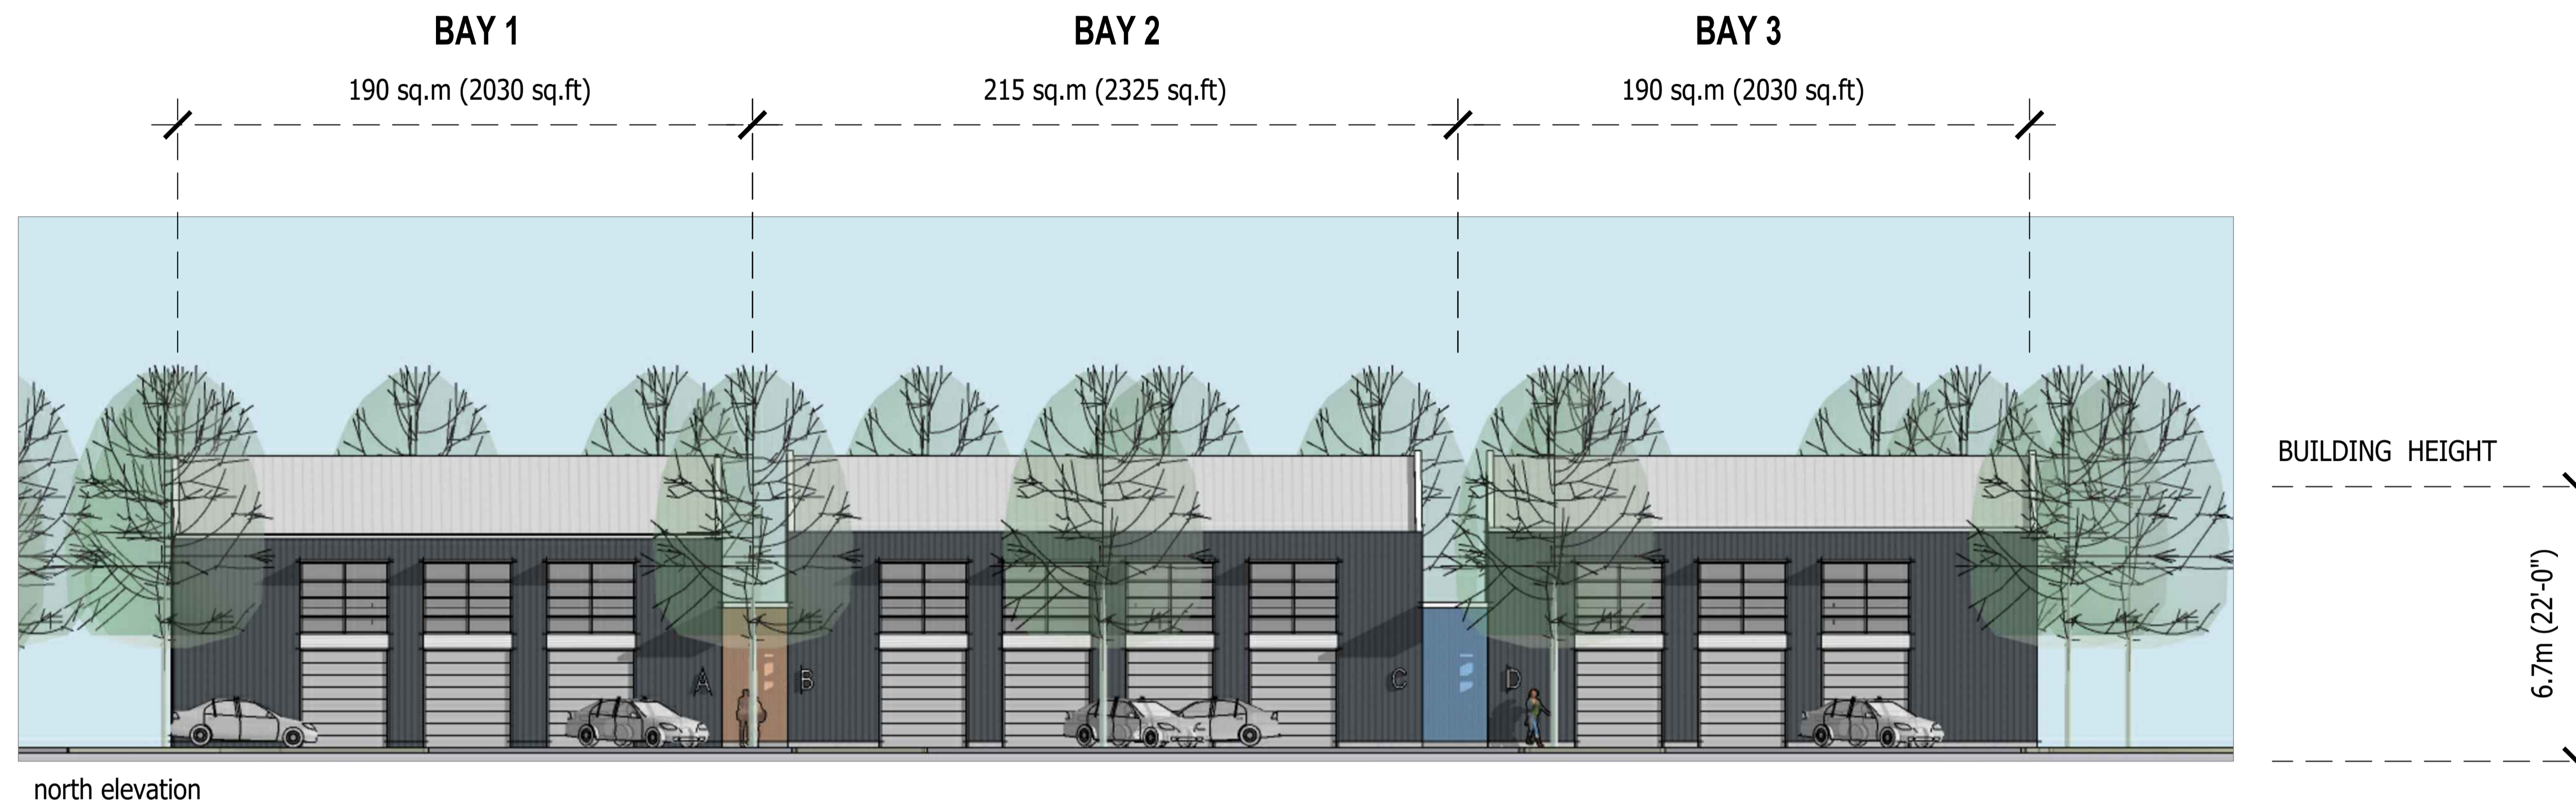 BAY 1
BAY 2
BAY 3
190 sq.m (2030 sq.ft)
215 sq.m (2325 sq.ft)
190 sq.m (2030 sq.ft)
BUILDING HEIGHT
6.7m (22'-0")
A
B
C
D
north elevation